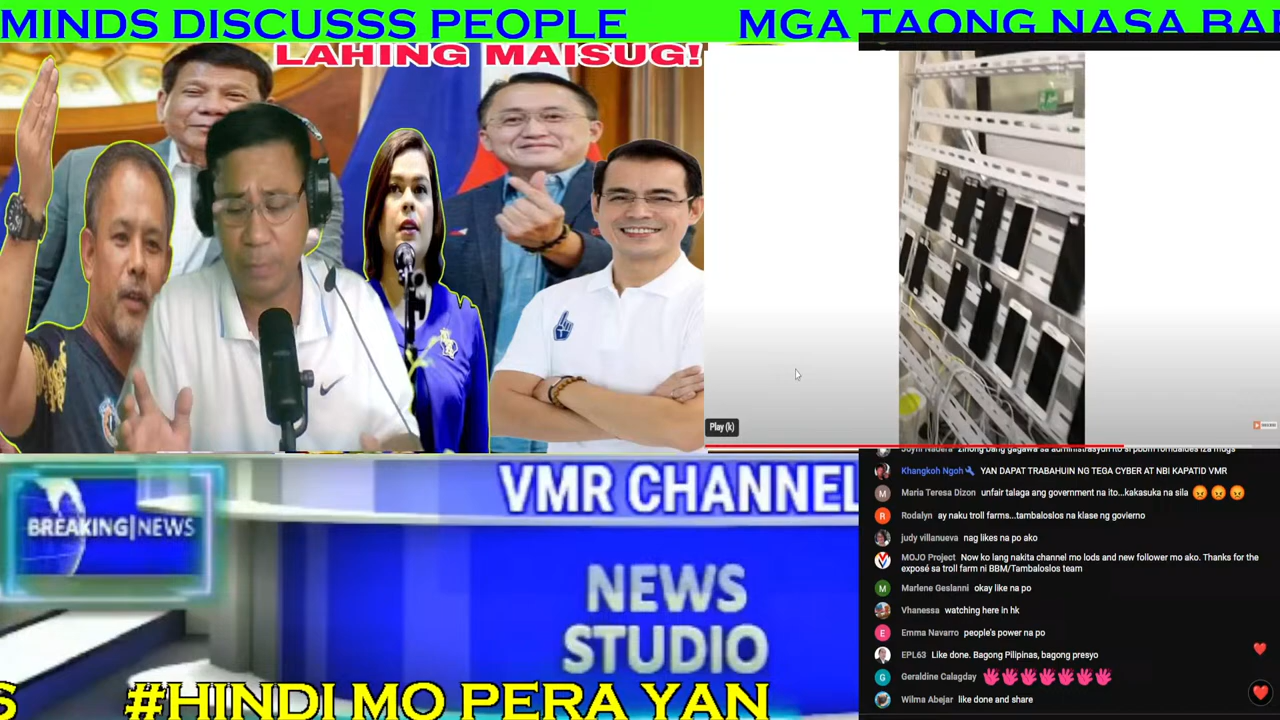 MINDS DISCUSSS PEOPLE
MGA TAONG NASA BA
LAHING MAISUG!
Play (k)
BREAKING|NEWS
VMR CHANNEL
NEWS
STUDIO
#HINDI MO PERA YAN
Khangkoh Ngoh YAN DAPAT TRABAHUIN NG TEGA CYBER AT NBI KAPATID VMR
M Maria Teresa Dizon unfair talaga ang government na ito...kakasuka na sila 😡 😡 😡
R Rodalyn ay naku troll farms...tambaloslos na klase ng govierno
judy villanueva nag likes na po ako
MOJO Project Now ko lang nakita channel mo lods and new follower mo ako. Thanks for the
exposé sa troll farm ni BBM/Tambaloslos team
M Marlene Geslanni okay like na po
Vhanessa watching here in hk
E Emma Navarro people's power na po
EPL63 Like done. Bagong Pilipinas, bagong presyo
G Geraldine Calagday
Wilma Abejar like done and share